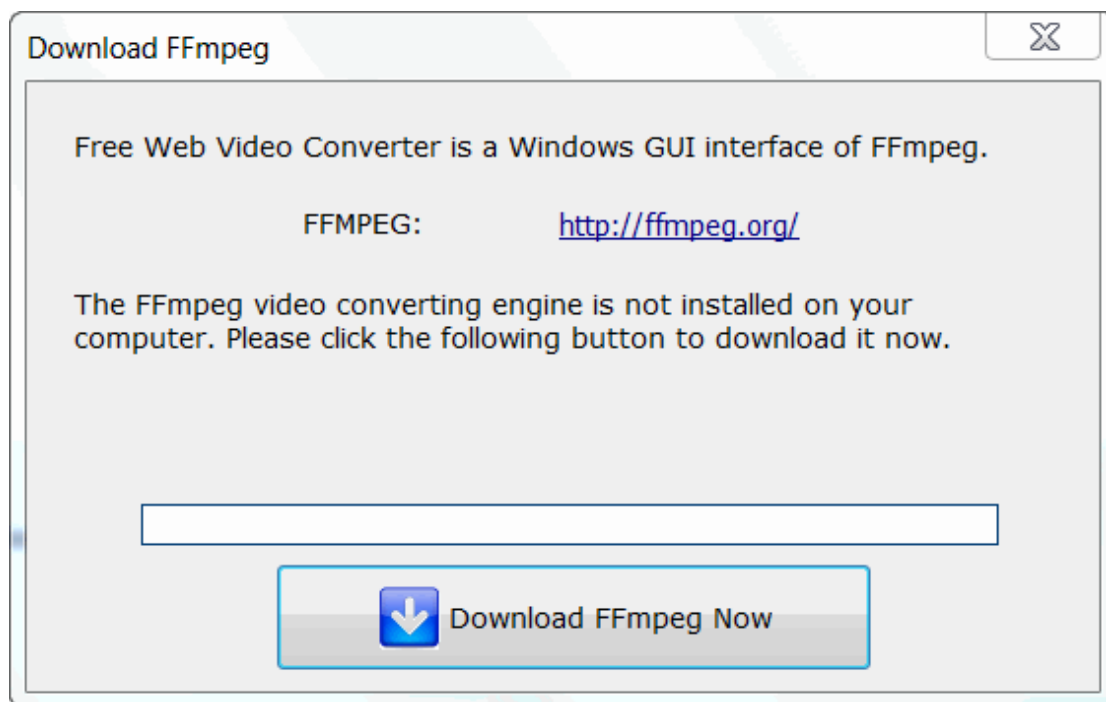 Download FFmpeg
Free Web Video Converter is a Windows GUI interface of FFmpeg.
FFMPEG: http://ffmpeg.org/
The FFmpeg video converting engine is not installed on your
computer. Please click the following button to download it now.
Download FFmpeg Now